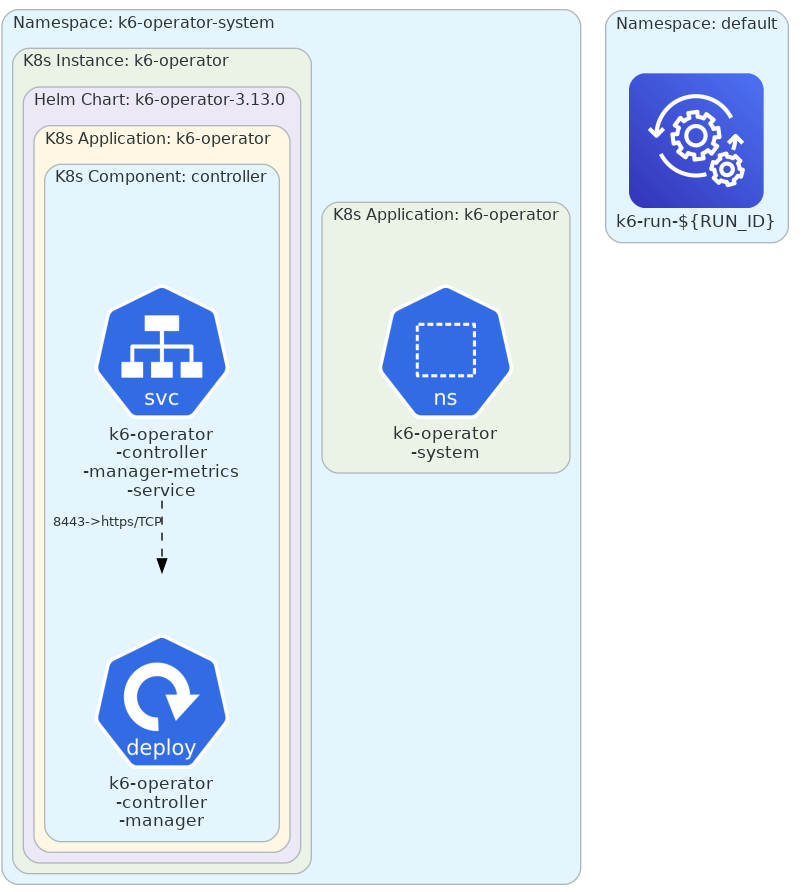 Namespace: k6-operator-system
K8s Instance: k6-operator
Helm Chart: k6-operator-3.13.0
K8s Application: k6-operator
K8s Component: controller
svc
k6-operator
-controller
-manager-metrics
-service
8443->https/TCP
deploy
k6-operator
-controller
-manager
K8s Application: k6-operator
ns
k6-operator
-system
Namespace: default
k6-run-${RUN_ID}